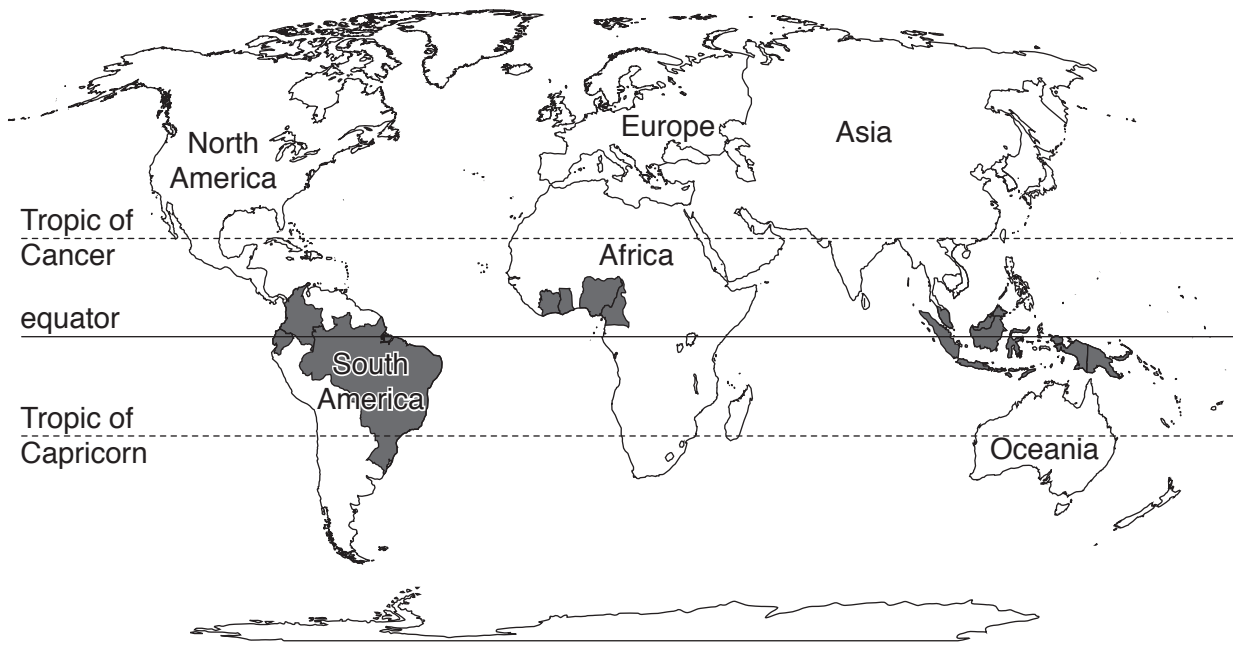 North
America
Europe
Asia
Tropic of
Cancer
Africa
equator
South
America
Tropic of
Capricorn
Oceania